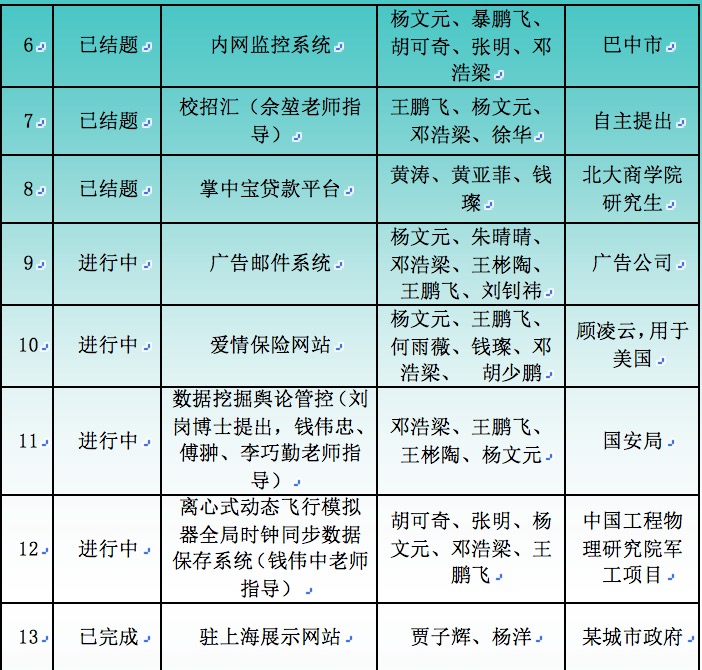 6 已结题 内网监控系统 杨文元、暴鹏飞、胡可奇、张明、邓浩梁 巴中市
7 已结题 校招汇（佘堃老师指导） 王鹏飞、杨文元、邓浩梁、徐华 自主提出
8 已结题 掌中宝贷款平台 黄涛、黄亚菲、钱璨 北大商学院研究生
9 进行中 广告邮件系统 杨文元、朱晴晴、邓浩梁、王彬陶、王鹏飞、刘钊祎 广告公司
10 进行中 爱情保险网站 杨文元、王鹏飞、何雨薇、钱璨、邓浩梁、 胡少鹏 顾凌云，用于美国
11 进行中 数据挖掘舆论管控（刘岗博士提出，钱伟忠、傅翀、李巧勤老师指导） 邓浩梁、王鹏飞、王彬陶、杨文元 国安局
12 进行中 离心式动态飞行模拟器全局时钟同步数据保存系统（钱伟中老师指导） 胡可奇、张明、杨文元、邓浩梁、王鹏飞 中国工程物理研究院军工项目
13 已完成 驻上海展示网站 贾子辉、杨洋 某城市政府